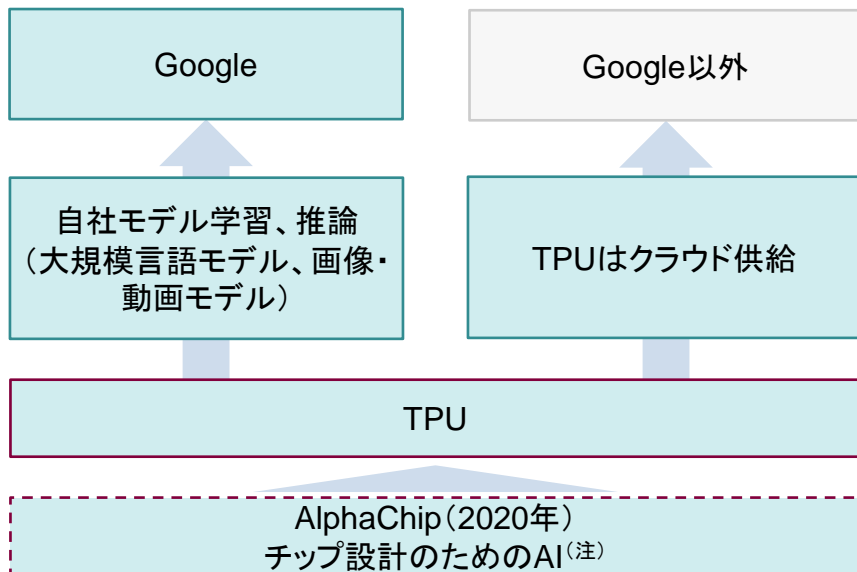 Google
Google以外
自社モデル学習、推論
（大規模言語モデル、画像・
動画モデル）
TPUはクラウド供給
TPU
AlphaChip（2020年）
チップ設計のためのAI（注）